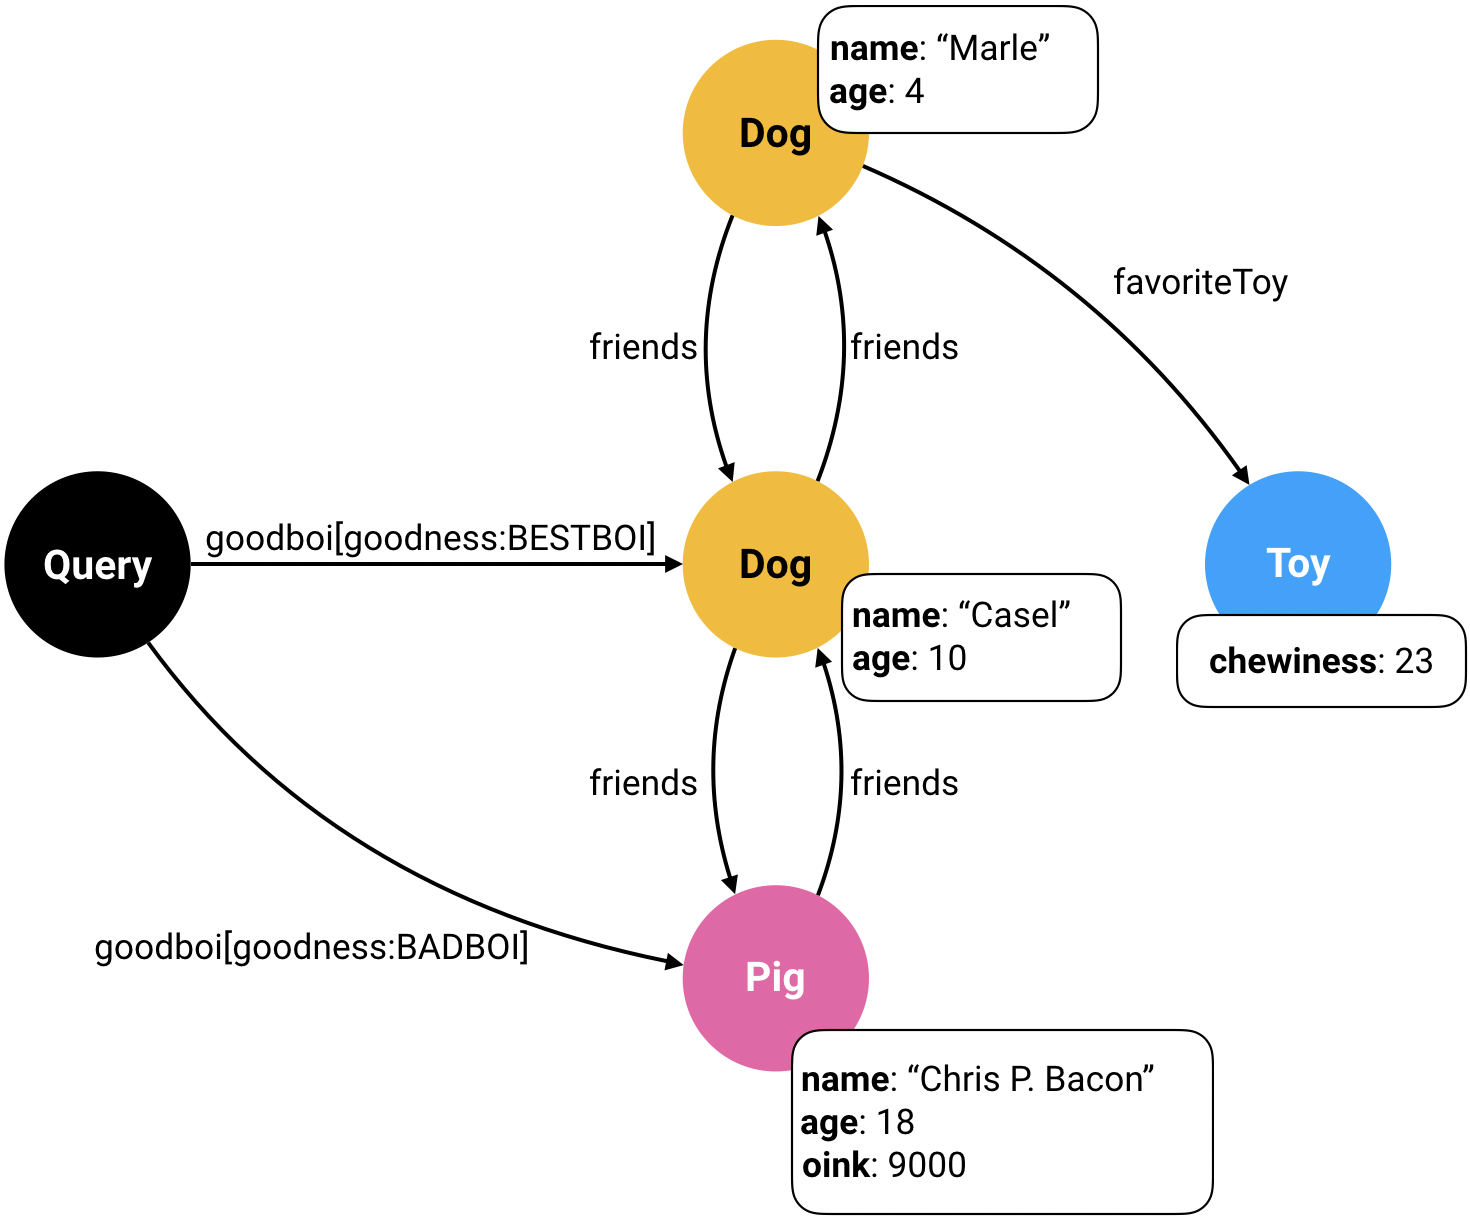 name: “Marle”
age: 4
Dog
favoriteToy
friends
friends
Query
goodboi[goodness:BESTBOI]
Dog
name: “Casel”
age: 10
Toy
chewiness: 23
friends
friends
goodboi[goodness:BADBOI]
Pig
name: “Chris P. Bacon”
age: 18
oink: 9000